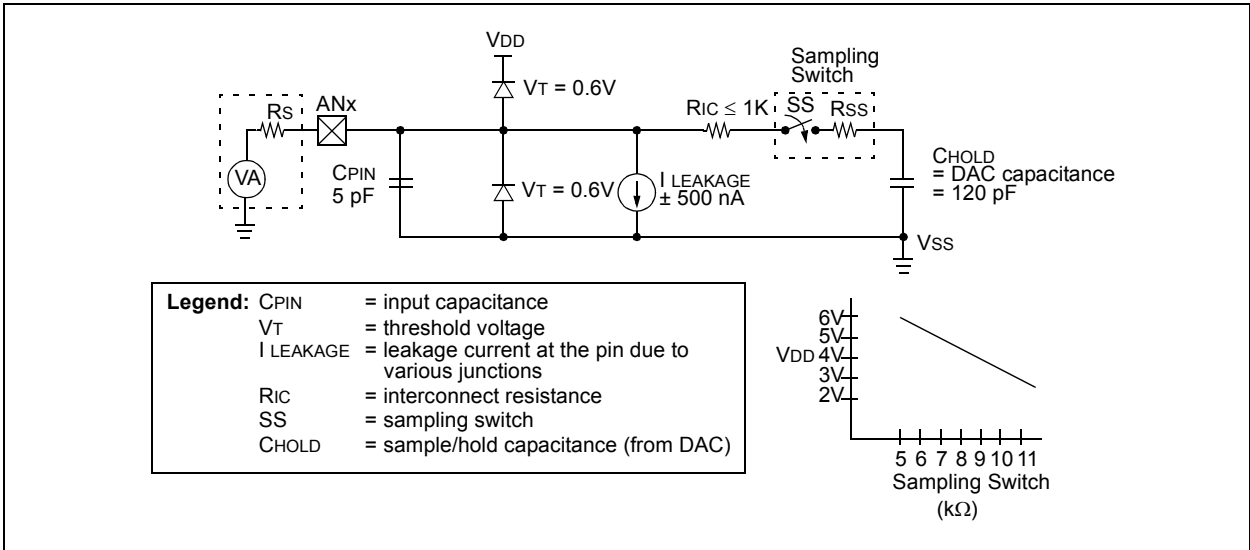 VDD
VT = 0.6V
Sampling
Switch
RS
ANx
RIC ≤ 1K
SS
RSS
VA
CPIN
5 pF
VT = 0.6V
I LEAKAGE
± 500 nA
CHOLD
= DAC capacitance
= 120 pF
VSS
Legend: CPIN = input capacitance
VT = threshold voltage
I LEAKAGE = leakage current at the pin due to
various junctions
RIC = interconnect resistance
SS = sampling switch
CHOLD = sample/hold capacitance (from DAC)
6V
5V
VDD 4V
3V
2V
5 6 7 8 9 10 11
Sampling Switch
(kΩ)